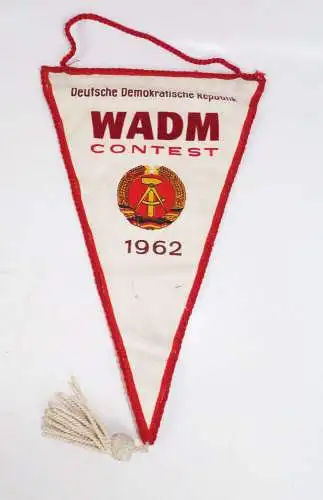 Deutsche Demokratische Republik
WADM
CONTEST
1962